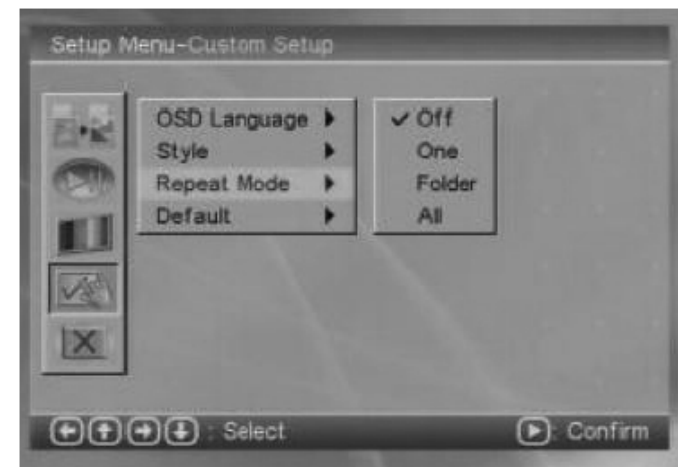 Setup Menu-Custom Setup
OSD Language
Style
Repeat Mode
Default
Off
One
Folder
All
: Select
: Confirm